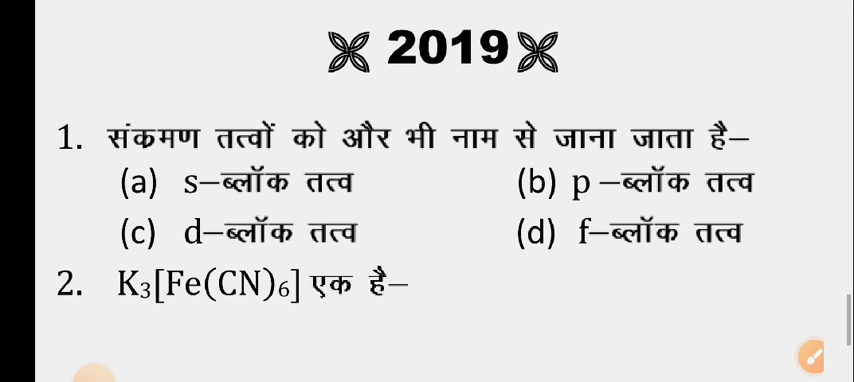 2019
1. संक्रमण तत्वों को और भी नाम से जाना जाता है–
(a) s–ब्लॉक तत्व (b) p –ब्लॉक तत्व
(c) d–ब्लॉक तत्व (d) f–ब्लॉक तत्व
2. K₃[Fe(CN)₆] एक है–